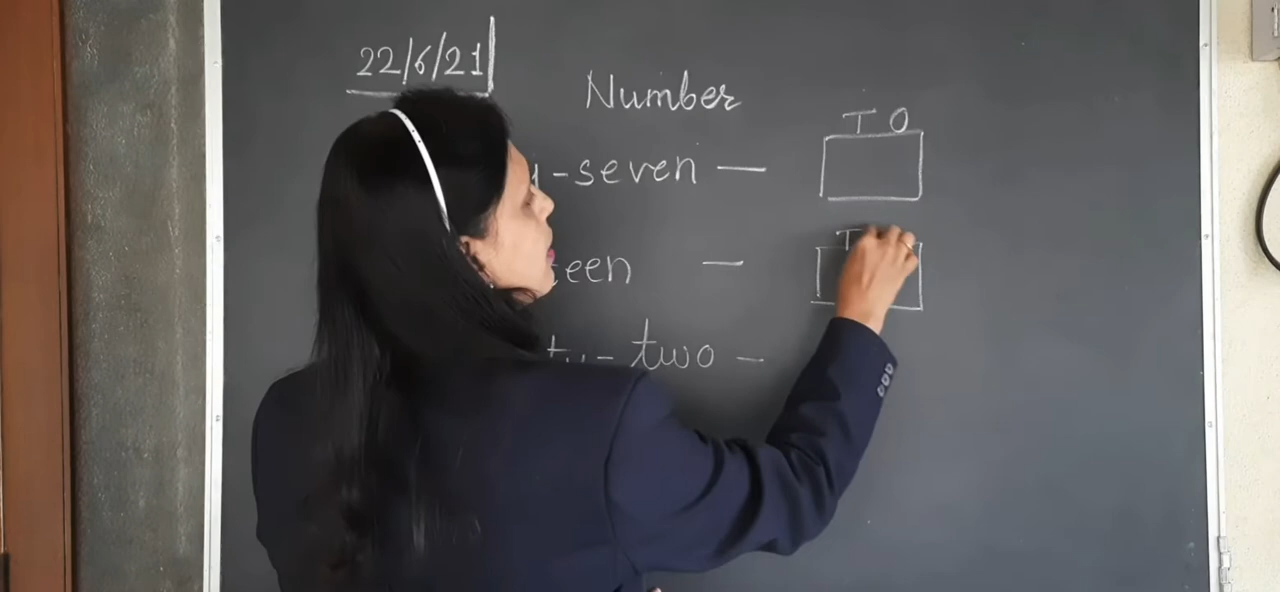 22/6/21
Number
T O
-seven —
T
een —
- two -